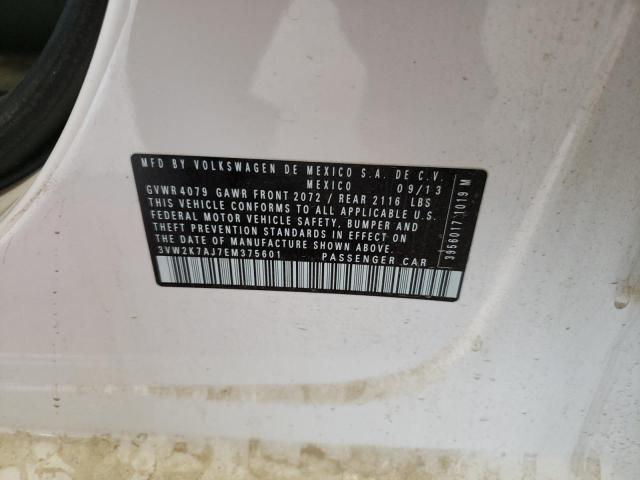 MFD BY VOLKSWAGEN DE MEXICO S.A. DE C.V.
MEXICO 09/13
GVWR 4079 GAWR FRONT 2072 / REAR 2116 LBS
THIS VEHICLE CONFORMS TO ALL APPLICABLE U.S.
FEDERAL MOTOR VEHICLE SAFETY, BUMPER AND
THEFT PREVENTION STANDARDS IN EFFECT ON
THE DATE OF MANUFACTURE SHOWN ABOVE.
3VW2K7AJ7EM375601 PASSENGER CAR
3956017 1019 M